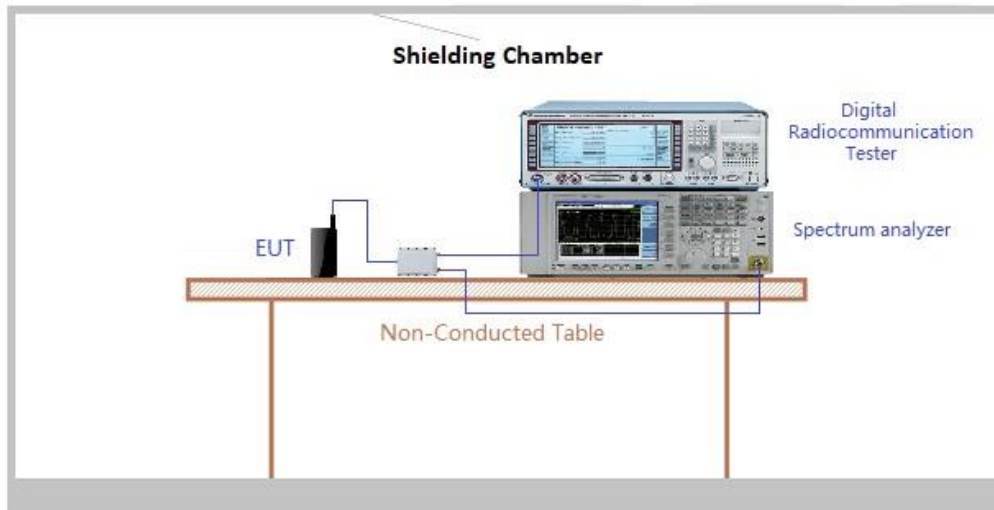 Shielding Chamber
Digital
Radiocommunication
Tester
Spectrum analyzer
EUT
Non-Conducted Table